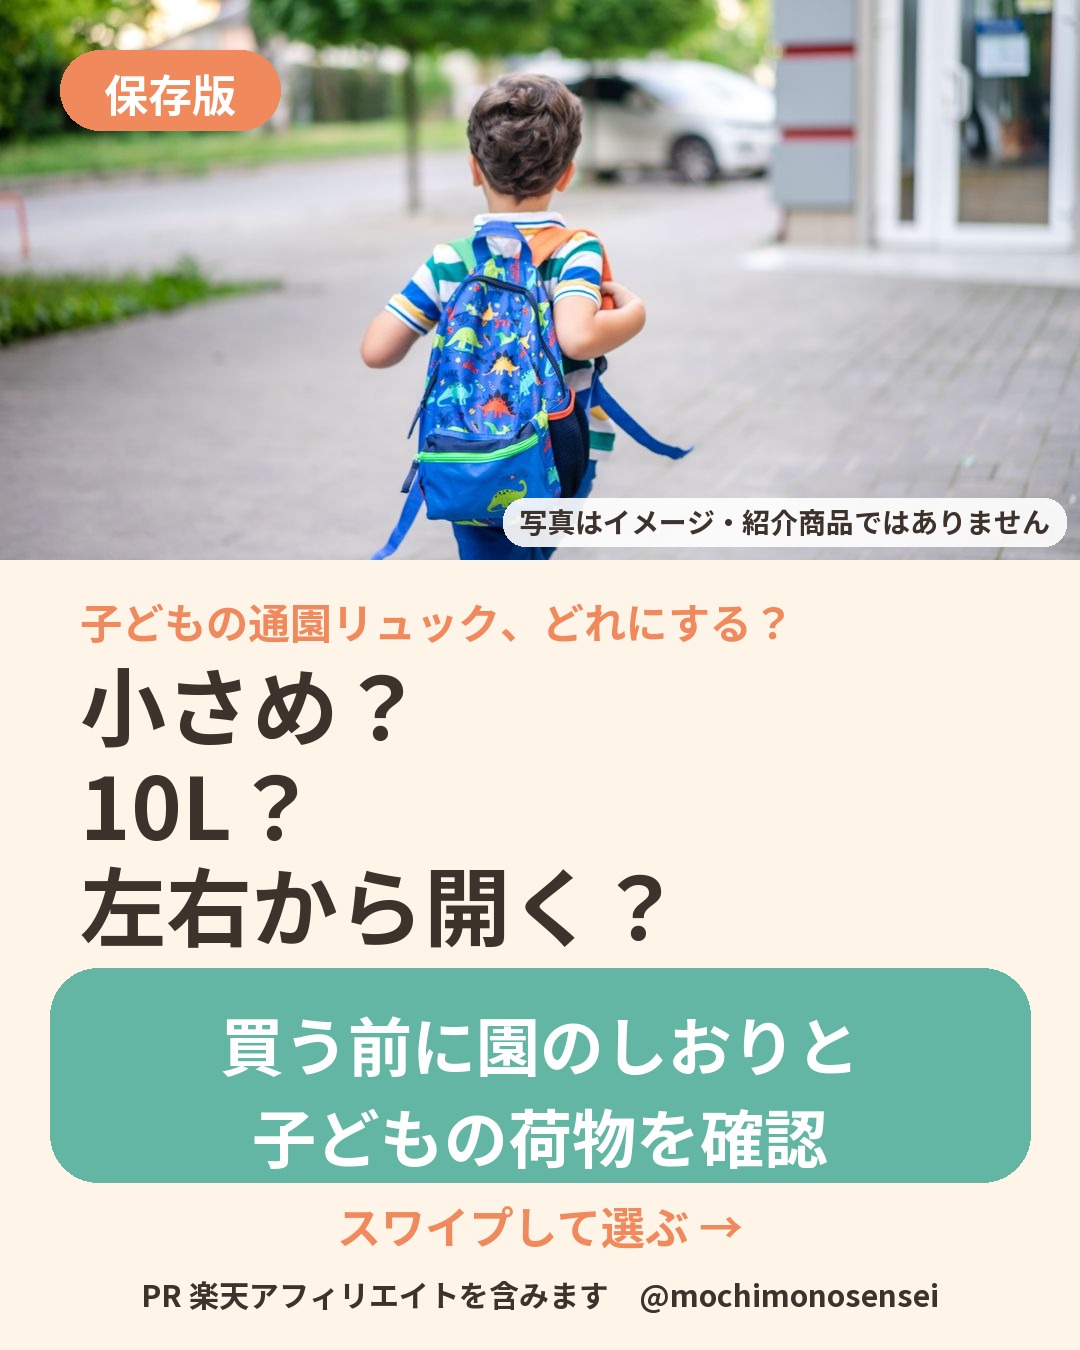 保存版
写真はイメージ・紹介商品ではありません
子どもの通園リュック、どれにする？
小さめ？
10L？
左右から開く？
買う前に園のしおりと
子どもの荷物を確認
スワイプして選ぶ →
PR 楽天アフィリエイトを含みます　@mochimonosensei